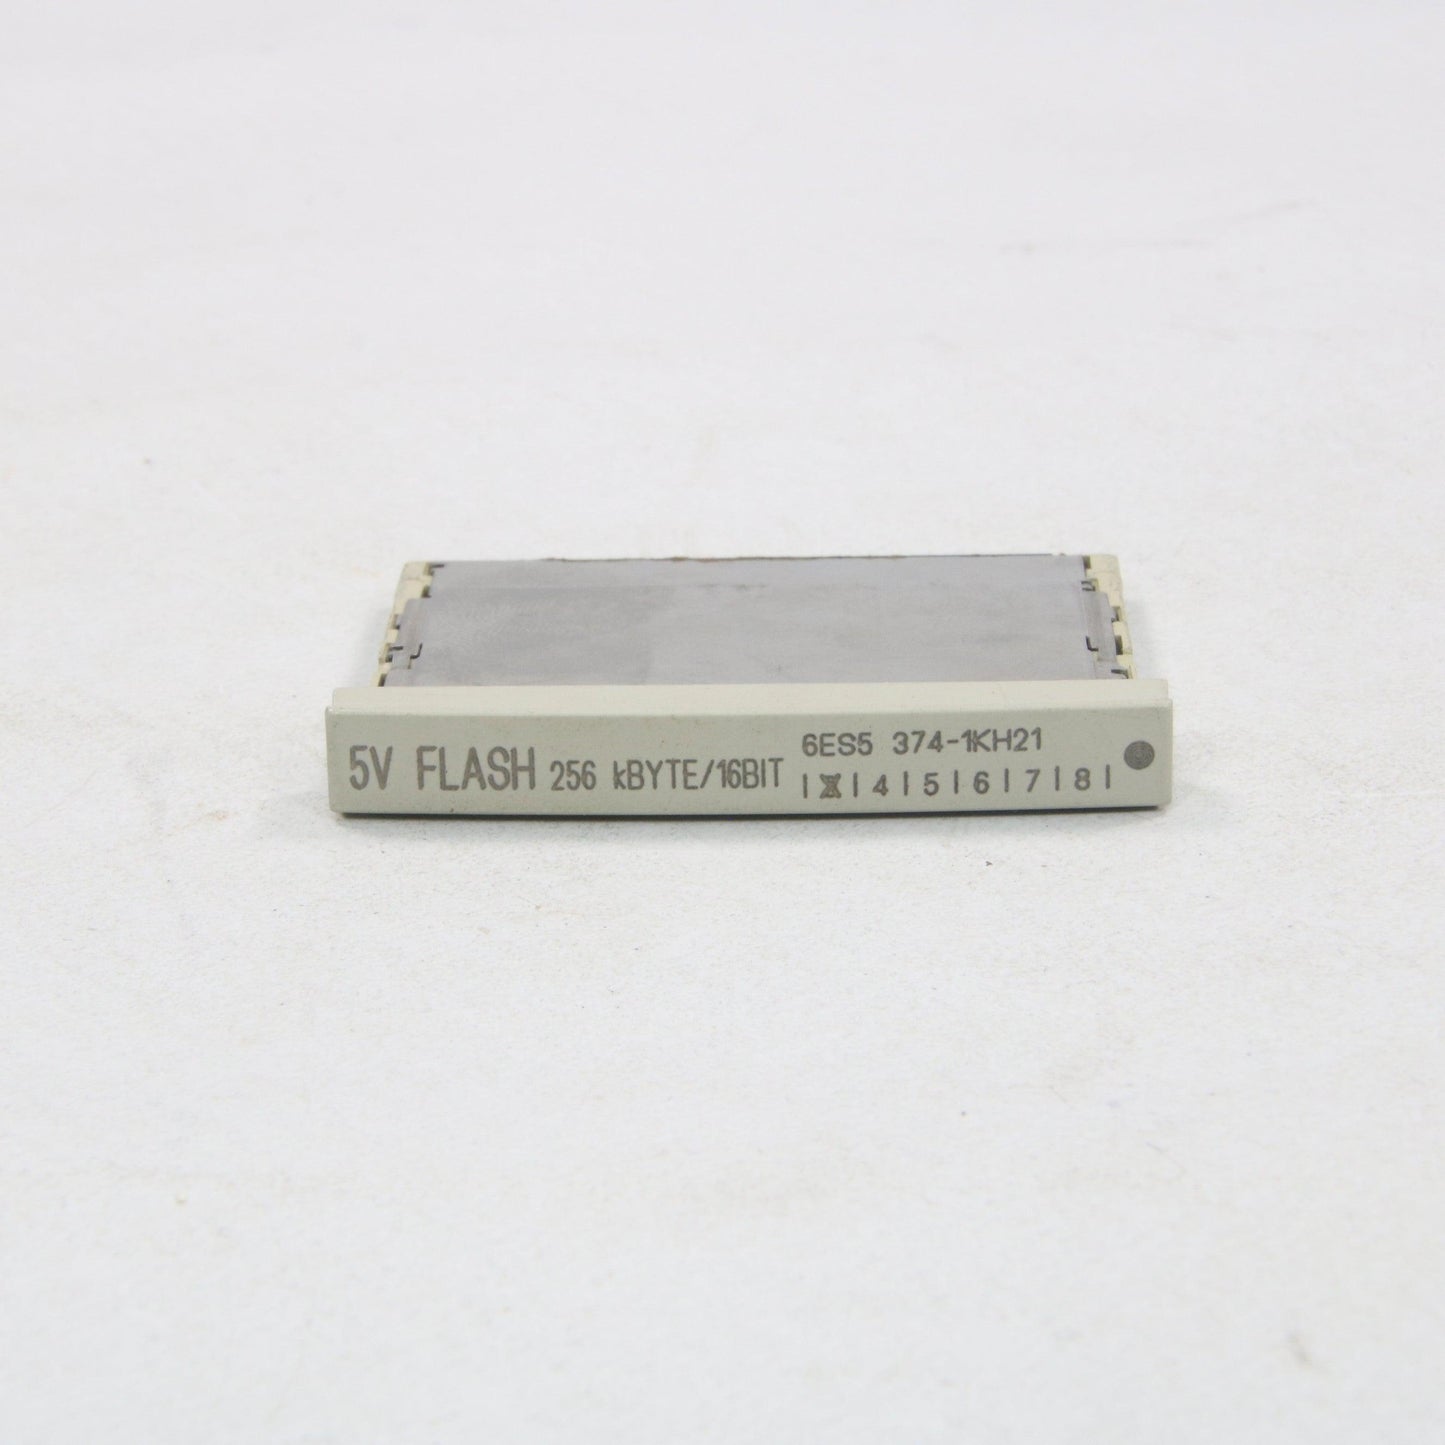 5V FLASH 256 kBYTE/16BIT
6ES5 374-1KH21
| X | 4 | 5 | 6 | 7 | 8 |